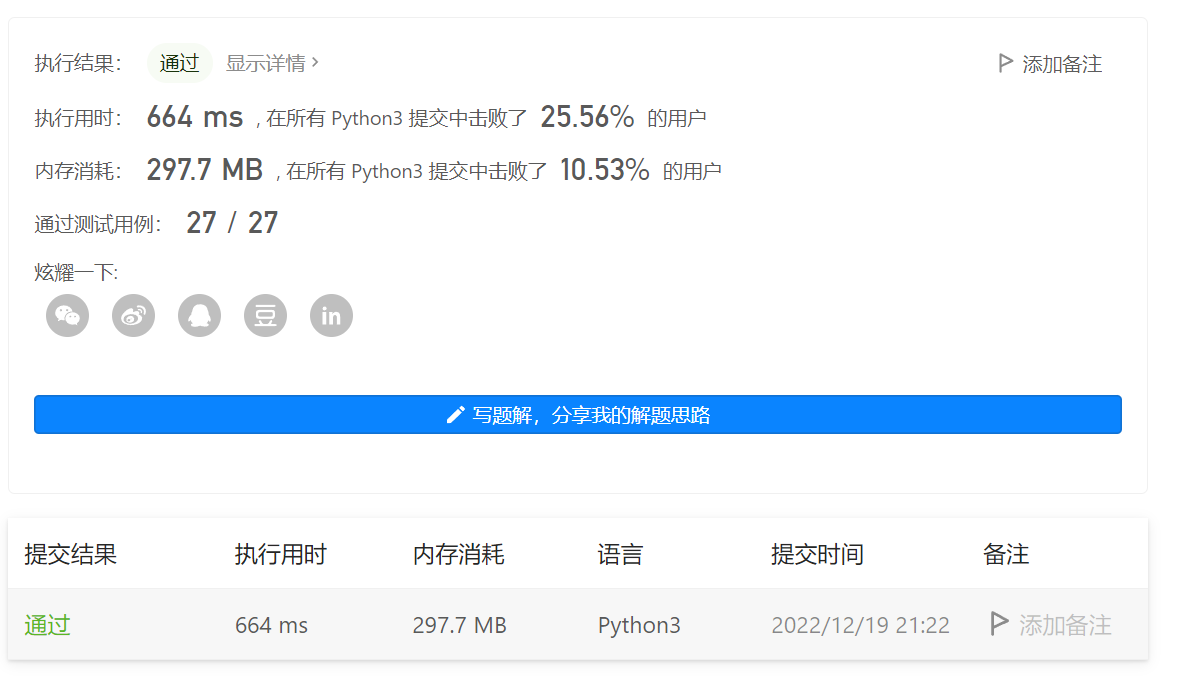 执行结果： 通过 显示详情 › 添加备注
执行用时： 664 ms , 在所有 Python3 提交中击败了 25.56% 的用户
内存消耗： 297.7 MB , 在所有 Python3 提交中击败了 10.53% 的用户
通过测试用例： 27 / 27
炫耀一下:
豆 in
写题解，分享我的解题思路
提交结果 执行用时 内存消耗 语言 提交时间 备注
通过 664 ms 297.7 MB Python3 2022/12/19 21:22 添加备注